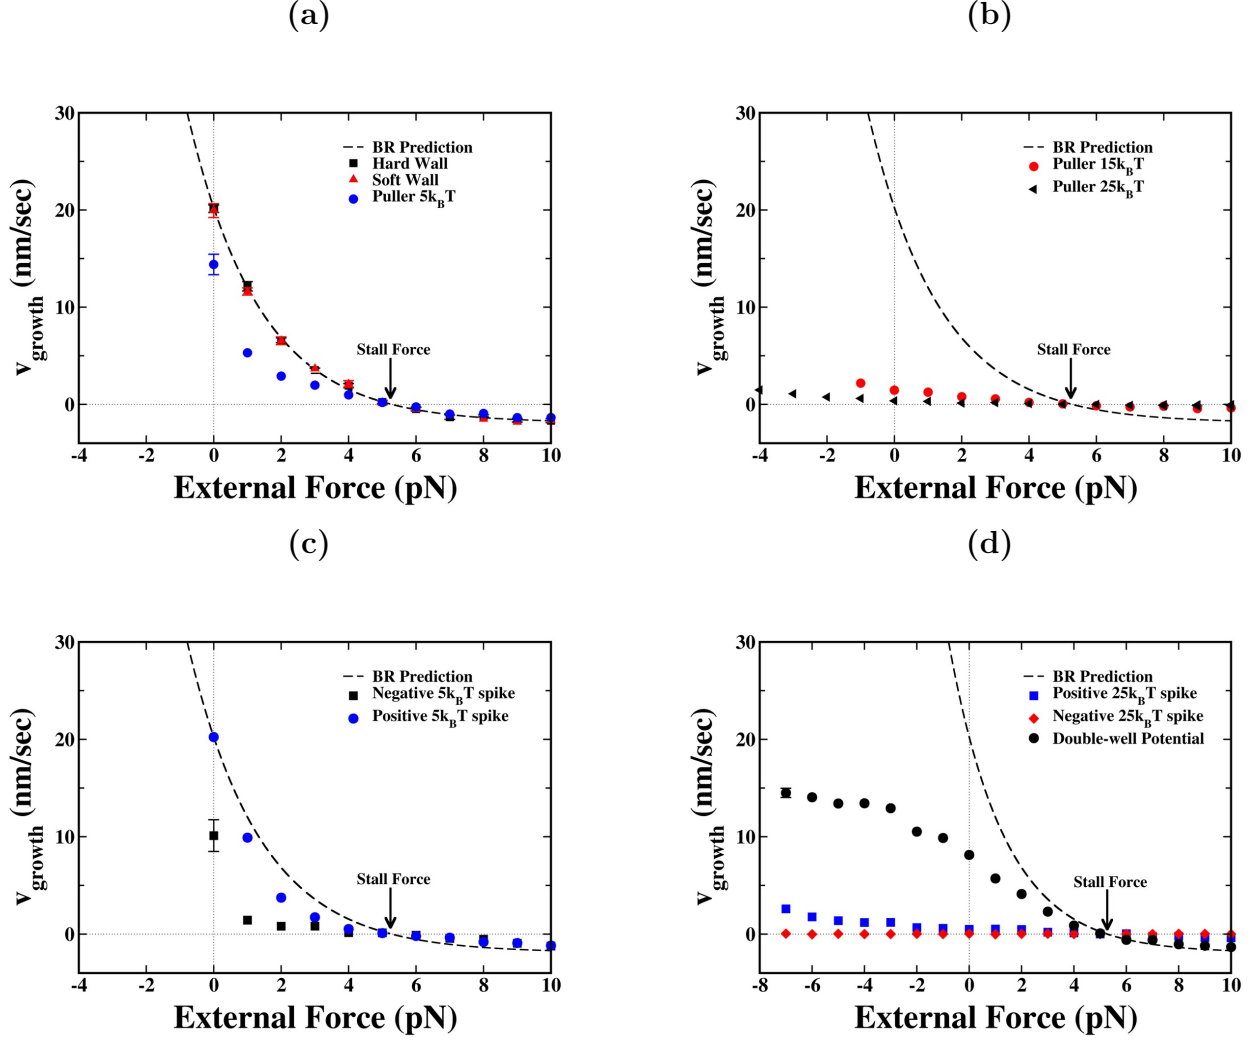 (a)
30
20
10
0
-4
-2
0
2
4
6
8
10
v_growth (nm/sec)
External Force (pN)
BR Prediction
Hard Wall
Soft Wall
Puller 5k_BT
Stall Force
(b)
30
20
10
0
-4
-2
0
2
4
6
8
10
v_growth (nm/sec)
External Force (pN)
BR Prediction
Puller 15k_BT
Puller 25k_BT
Stall Force
(c)
30
20
10
0
-4
-2
0
2
4
6
8
10
v_growth (nm/sec)
External Force (pN)
BR Prediction
Negative 5k_BT spike
Positive 5k_BT spike
Stall Force
(d)
30
20
10
0
-8
-6
-4
-2
0
2
4
6
8
10
v_growth (nm/sec)
External Force (pN)
BR Prediction
Positive 25k_BT spike
Negative 25k_BT spike
Double-well Potential
Stall Force